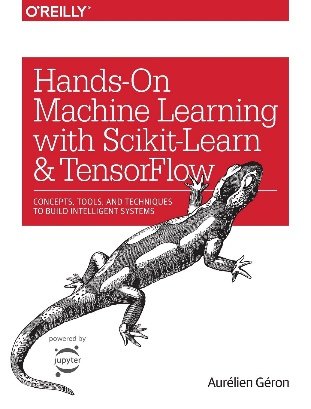 O'REILLY®
Hands-On
Machine Learning
with Scikit-Learn
& TensorFlow
CONCEPTS, TOOLS, AND TECHNIQUES
TO BUILD INTELLIGENT SYSTEMS
powered by
jupyter
Aurélien Géron